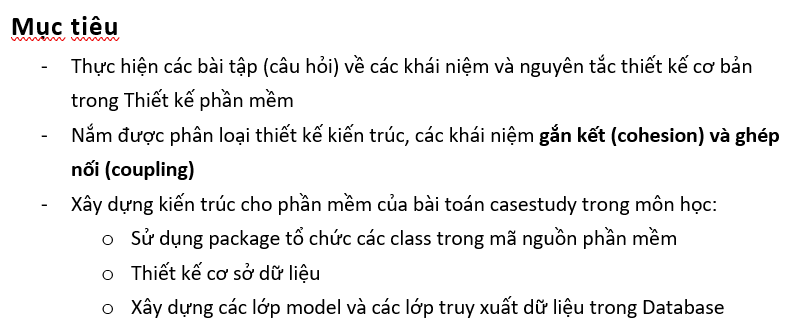 Mục tiêu
- Thực hiện các bài tập (câu hỏi) về các khái niệm và nguyên tắc thiết kế cơ bản
trong Thiết kế phần mềm
- Nắm được phân loại thiết kế kiến trúc, các khái niệm gắn kết (cohesion) và ghép
nối (coupling)
- Xây dựng kiến trúc cho phần mềm của bài toán casestudy trong môn học:
o Sử dụng package tổ chức các class trong mã nguồn phần mềm
o Thiết kế cơ sở dữ liệu
o Xây dựng các lớp model và các lớp truy xuất dữ liệu trong Database